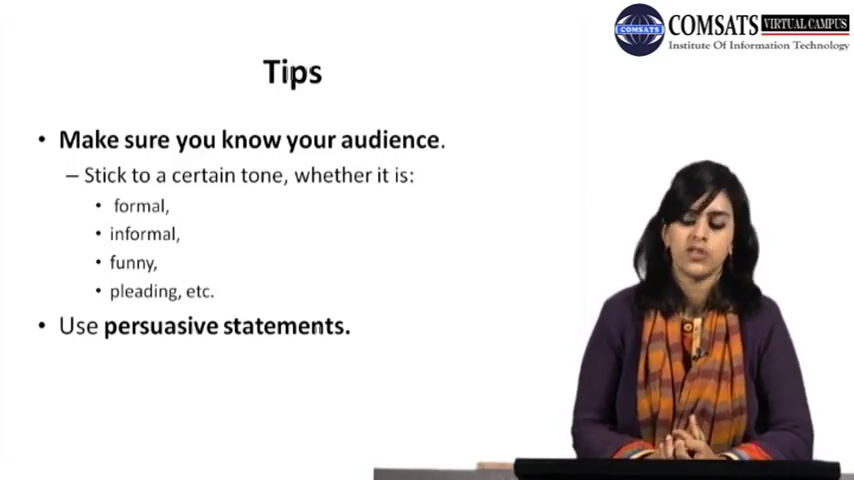 COMSATS
COMSATS VIRTUAL CAMPUS
Institute Of Information Technology
Tips
• Make sure you know your audience.
– Stick to a certain tone, whether it is:
• formal,
• informal,
• funny,
• pleading, etc.
• Use persuasive statements.